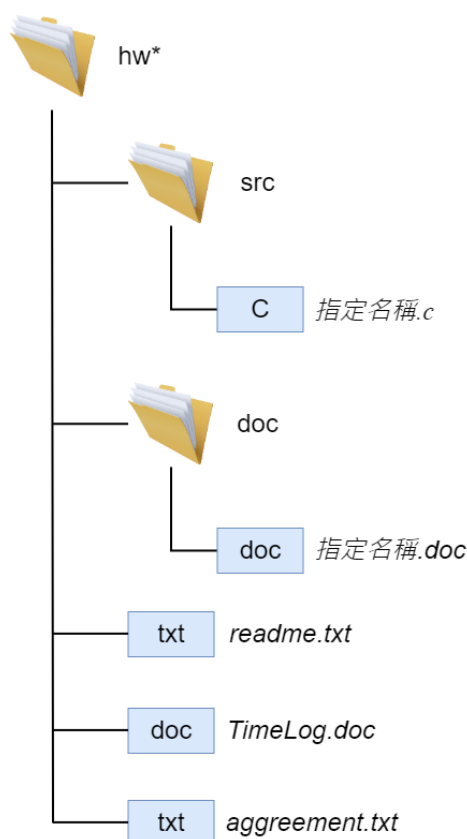 hw*
src
C 指定名稱.c
doc
doc 指定名稱.doc
txt readme.txt
doc TimeLog.doc
txt aggreement.txt